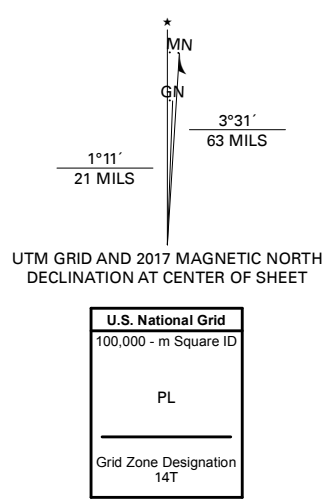 ★
MN
GN
3°31´
63 MILS
1°11´
21 MILS
UTM GRID AND 2017 MAGNETIC NORTH
DECLINATION AT CENTER OF SHEET
U.S. National Grid
100,000 - m Square ID
PL
Grid Zone Designation
14T